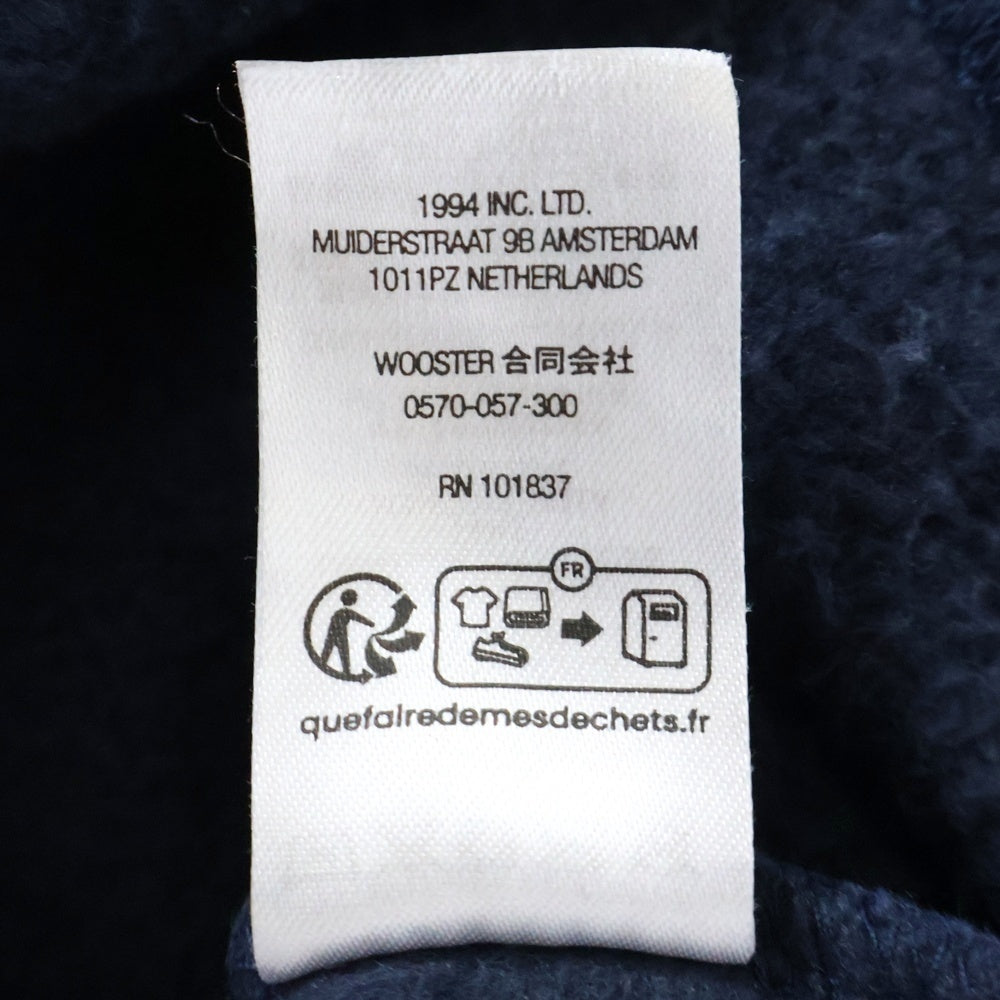 1994 INC. LTD.
MUIDERSTRAAT 9B AMSTERDAM
1011PZ NETHERLANDS
WOOSTER 合同会社
0570-057-300
RN 101837
FR
quefairedemesdechets.fr